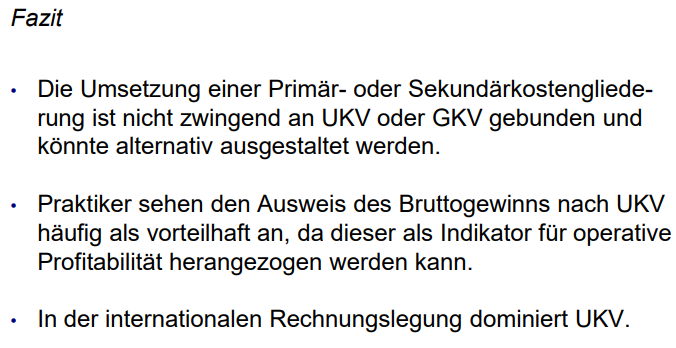 Fazit
• Die Umsetzung einer Primär- oder Sekundärkostengliede-
rung ist nicht zwingend an UKV oder GKV gebunden und
könnte alternativ ausgestaltet werden.
• Praktiker sehen den Ausweis des Bruttogewinns nach UKV
häufig als vorteilhaft an, da dieser als Indikator für operative
Profitabilität herangezogen werden kann.
• In der internationalen Rechnungslegung dominiert UKV.